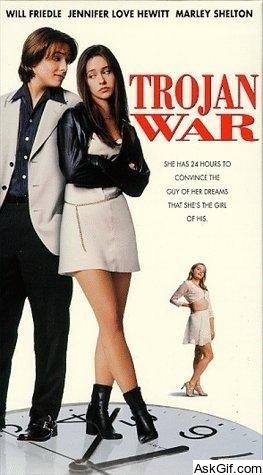 WILL FRIEDLE JENNIFER LOVE HEWITT MARLEY SHELTON
TROJAN
WAR
SHE HAS 24 HOURS TO
CONVINCE THE
GUY OF HER DREAMS
THAT SHE'S THE GIRL
OF HIS.
AskGif.com